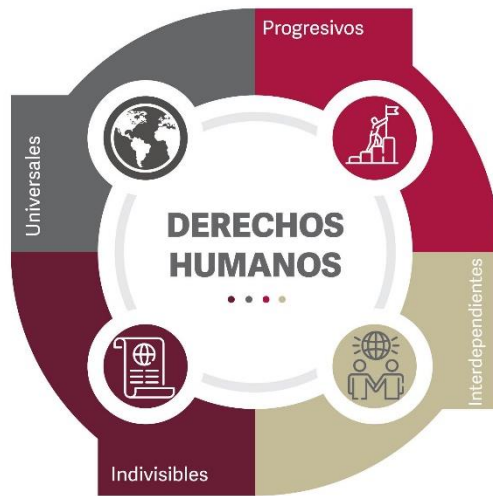 Progresivos
Universales
DERECHOS
HUMANOS
Interdependientes
Indivisibles